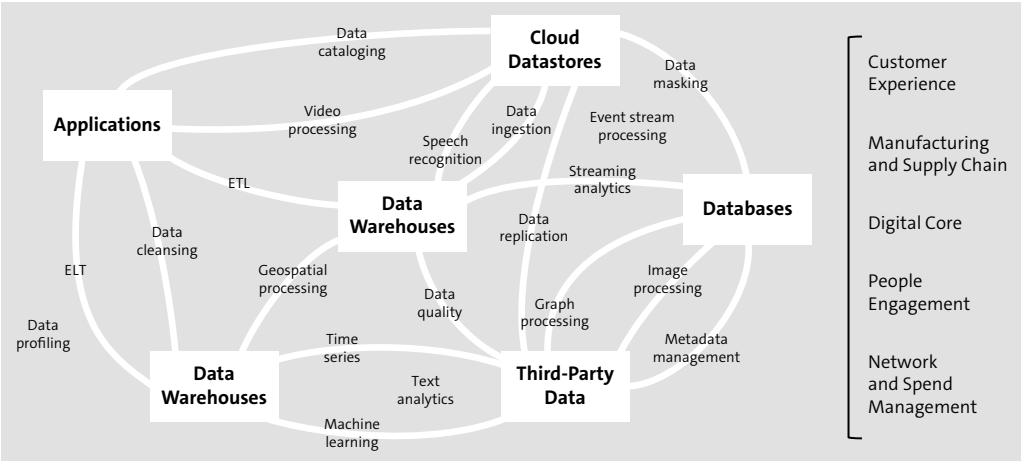 Data
cataloging
Cloud
Datastores
Data
masking
Applications
Video
processing
Data
ingestion
Event stream
processing
Speech
recognition
ETL
Streaming
analytics
Data
Warehouses
Databases
Data
replication
Data
cleansing
ELT
Geospatial
processing
Image
processing
Data
quality
Graph
processing
Data
profiling
Time
series
Metadata
management
Data
Warehouses
Text
analytics
Third-Party
Data
Machine
learning
Customer
Experience
Manufacturing
and Supply Chain
Digital Core
People
Engagement
Network
and Spend
Management